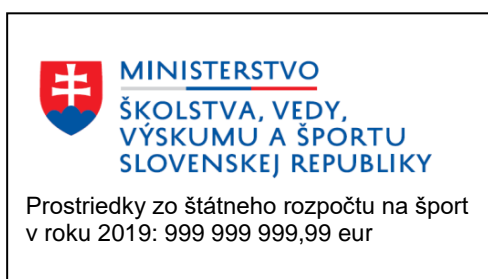 MINISTERSTVO
ŠKOLSTVA, VEDY,
VÝSKUMU A ŠPORTU
SLOVENSKEJ REPUBLIKY
Prostriedky zo štátneho rozpočtu na šport
v roku 2019: 999 999 999,99 eur